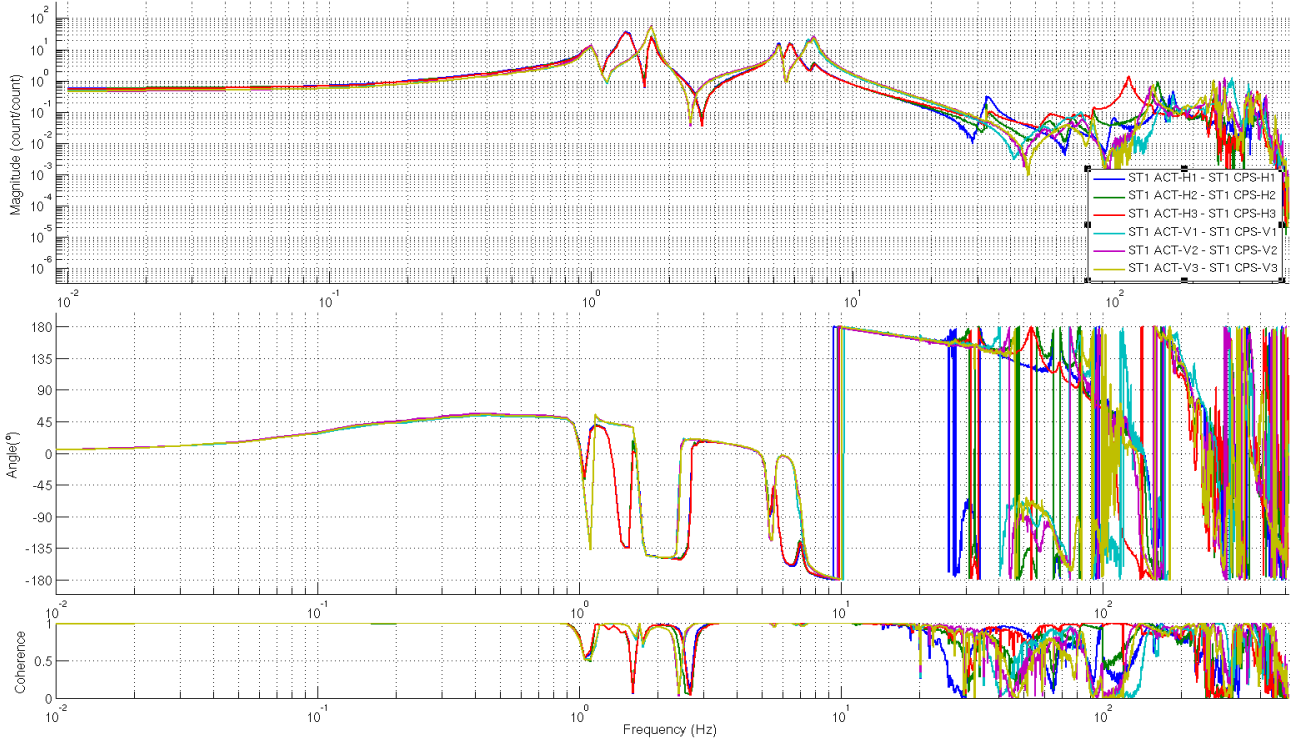 10^2
10^1
10^0
10^-1
10^-2
10^-3
10^-4
10^-5
10^-6
Magnitude (count/count)
ST1 ACT-H1 - ST1 CPS-H1
ST1 ACT-H2 - ST1 CPS-H2
ST1 ACT-H3 - ST1 CPS-H3
ST1 ACT-V1 - ST1 CPS-V1
ST1 ACT-V2 - ST1 CPS-V2
ST1 ACT-V3 - ST1 CPS-V3
10^-2 10^-1 10^0 10^1 10^2
180
135
90
45
0
-45
-90
-135
-180
Angle(°)
10^-2 10^-1 10^0 10^1 10^2
1
0.5
0
Coherence
10^-2 10^-1 10^0 10^1 10^2
Frequency (Hz)